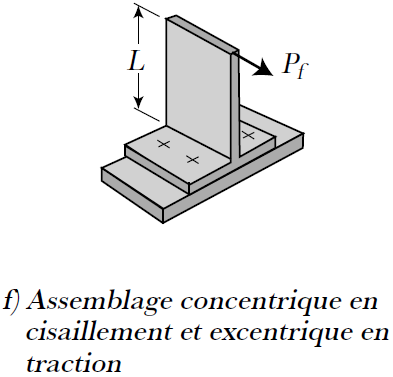 L
Pf
f) Assemblage concentrique en
cisaillement et excentrique en
traction